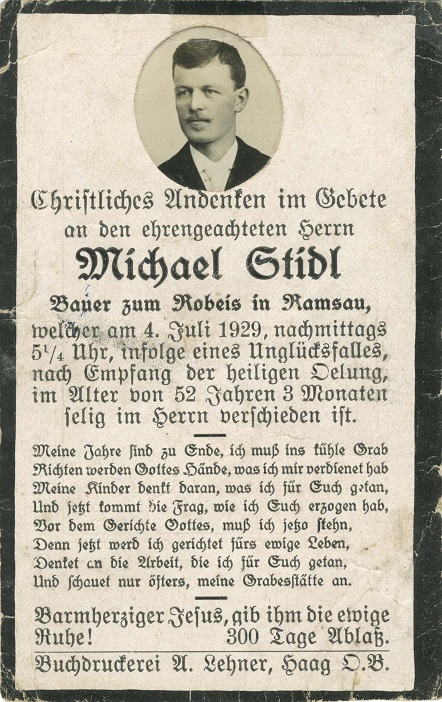 Christliches Andenken im Gebete
an den ehrengeachteten Herrn
Michael Stidl
Bauer zum Robeis in Ramsau,
welcher am 4. Juli 1929, nachmittags
5¼ Uhr, infolge eines Unglücksfalles,
nach Empfang der heiligen Oelung,
im Alter von 52 Jahren 3 Monaten
selig im Herrn verschieden ist.
Meine Jahre sind zu Ende, ich muß ins kühle Grab
Richten werden Gottes Hände, was ich mir verdienet hab
Meine Kinder denkt daran, was ich für Euch getan,
Und jetzt kommt die Frag, wie ich Euch erzogen hab,
Vor dem Gerichte Gottes, muß ich jetzo stehn,
Denn jetzt werd ich gerichtet fürs ewige Leben,
Denket an die Arbeit, die ich für Euch getan,
Und schauet nur öfters, meine Grabesstätte an.
Barmherziger Jesus, gib ihm die ewige
Ruhe! 300 Tage Ablaß.
Buchdruckerei A. Lehner, Haag O.B.